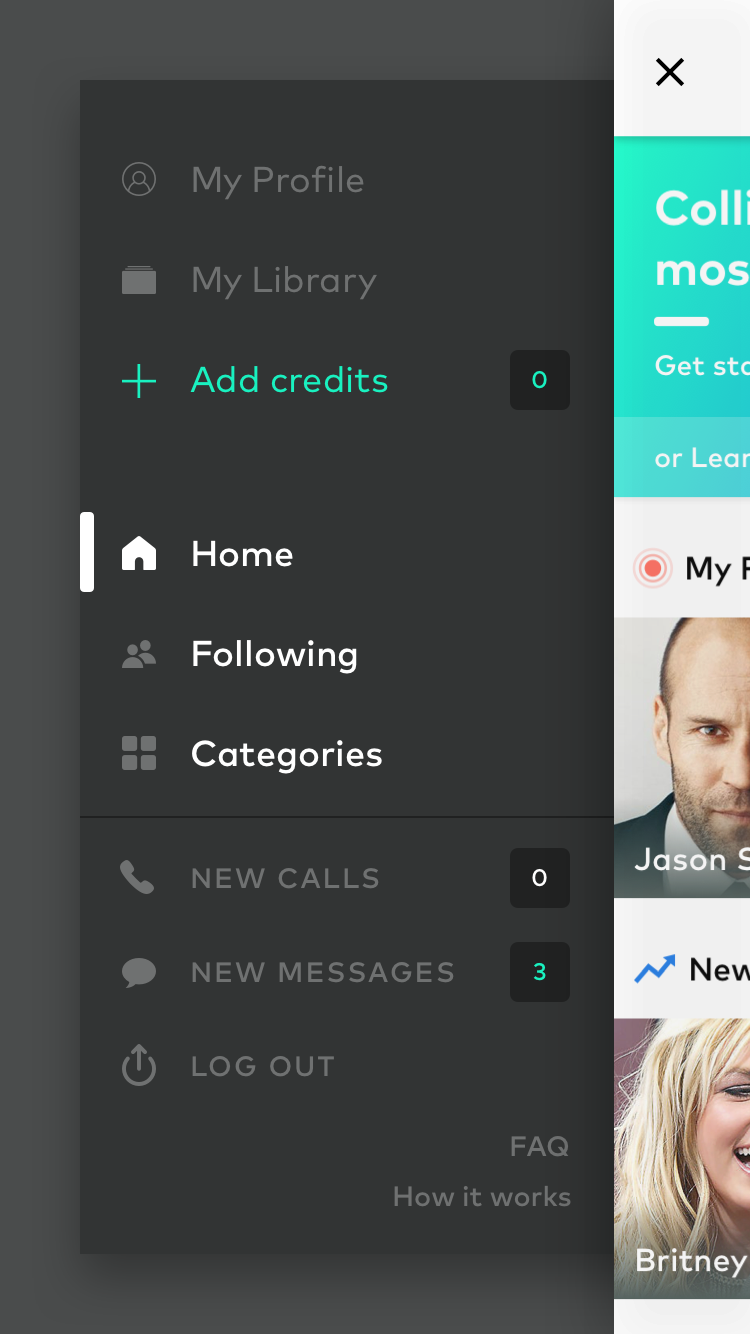 My Profile
My Library
Add credits 0
Home
Following
Categories
NEW CALLS 0
NEW MESSAGES 3
LOG OUT
FAQ
How it works
Colli
mos
Get sta
or Lear
My
Jason S
New
Britney